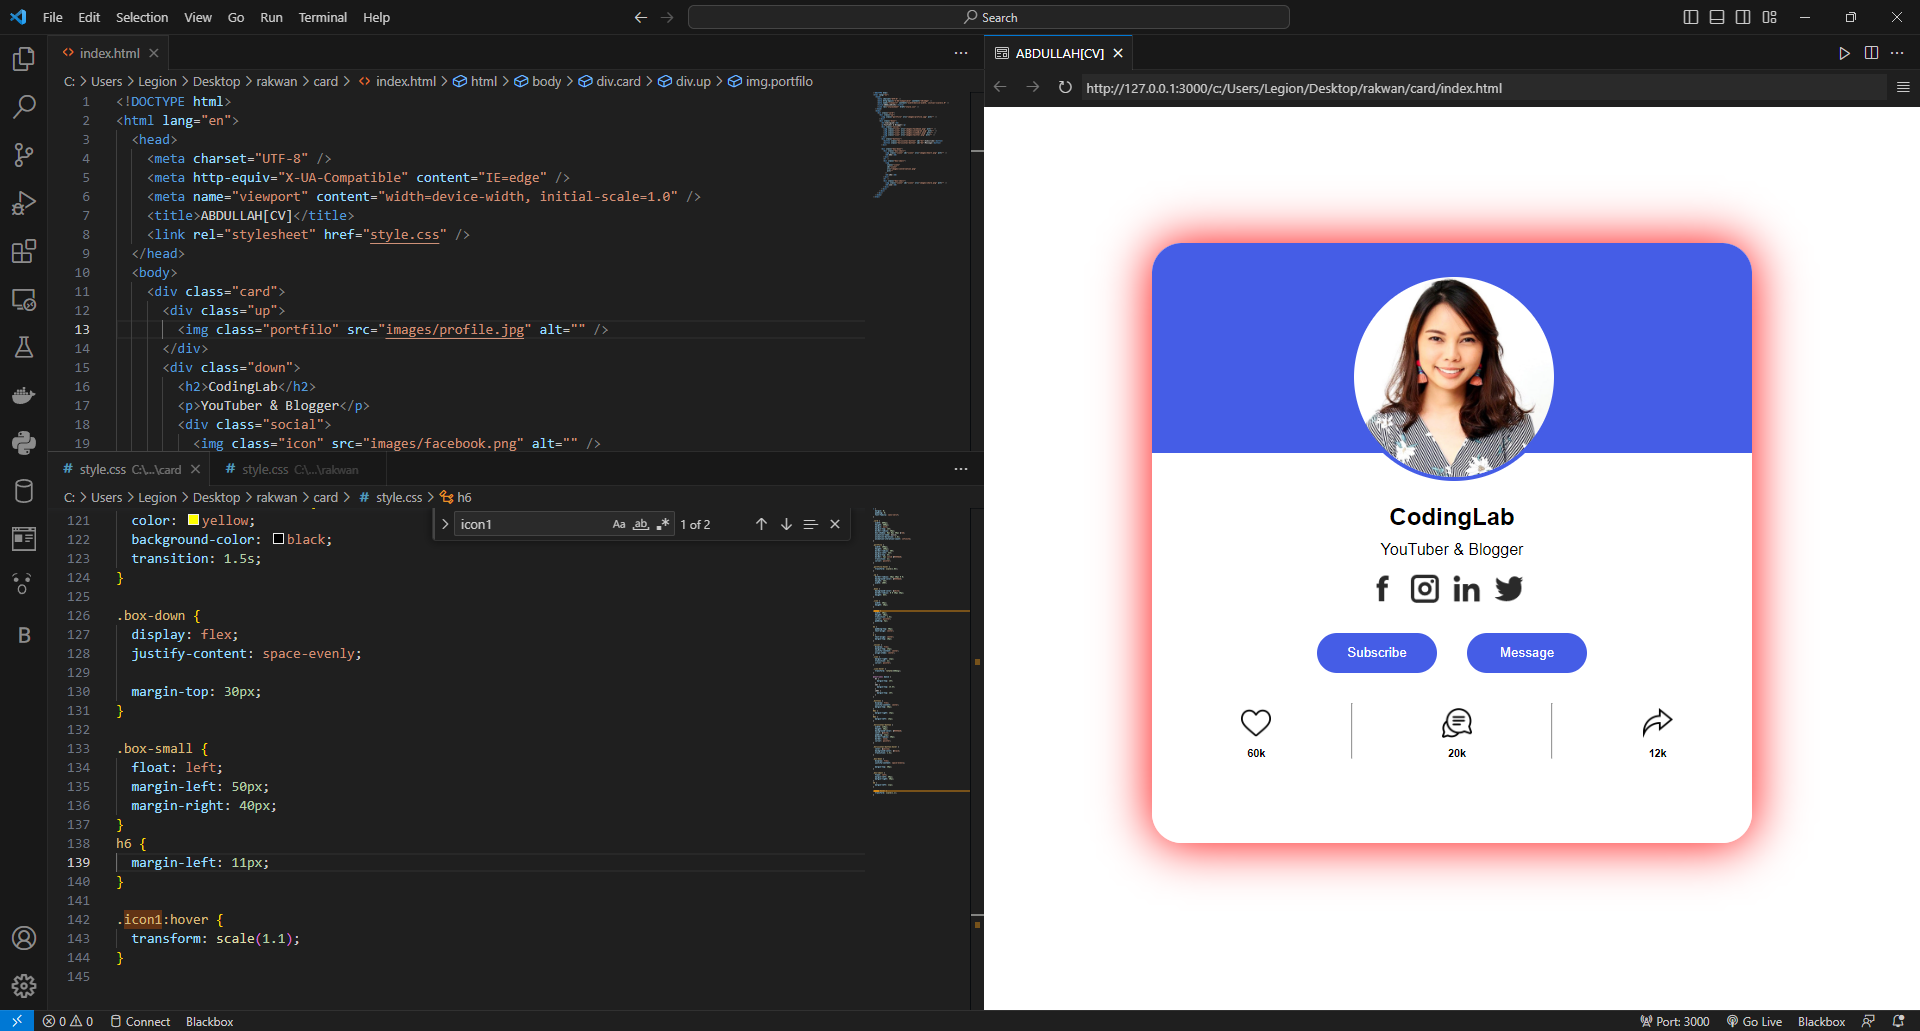 File Edit Selection View Go Run Terminal Help
Search
index.html
C: > Users > Legion > Desktop > rakwan > card > index.html > html > body > div.card > div.up > img.portfilo
1 <!DOCTYPE html>
2 <html lang="en">
3 <head>
4 <meta charset="UTF-8" />
5 <meta http-equiv="X-UA-Compatible" content="IE=edge" />
6 <meta name="viewport" content="width=device-width, initial-scale=1.0" />
7 <title>ABDULLAH[CV]</title>
8 <link rel="stylesheet" href="style.css" />
9 </head>
10 <body>
11 <div class="card">
12 <div class="up">
13 <img class="portfilo" src="images/profile.jpg" alt="" />
14 </div>
15 <div class="down">
16 <h2>CodingLab</h2>
17 <p>YouTuber & Blogger</p>
18 <div class="social">
19 <img class="icon" src="images/facebook.png" alt="" />
# style.css C:\...\card
# style.css C:\...\rakwan
C: > Users > Legion > Desktop > rakwan > card > # style.css > h6
icon1 Aa ab 1 of 2
121 color: yellow;
122 background-color: black;
123 transition: 1.5s;
124 }
125
126 .box-down {
127 display: flex;
128 justify-content: space-evenly;
129
130 margin-top: 30px;
131 }
132
133 .box-small {
134 float: left;
135 margin-left: 50px;
136 margin-right: 40px;
137 }
138 h6 {
139 margin-left: 11px;
140 }
141
142 .icon1:hover {
143 transform: scale(1.1);
144 }
145
B
ABDULLAH[CV]
http://127.0.0.1:3000/c:/Users/Legion/Desktop/rakwan/card/index.html
CodingLab
YouTuber & Blogger
Subscribe Message
60k 20k 12k
0 0 Connect Blackbox
Port: 3000 Go Live Blackbox